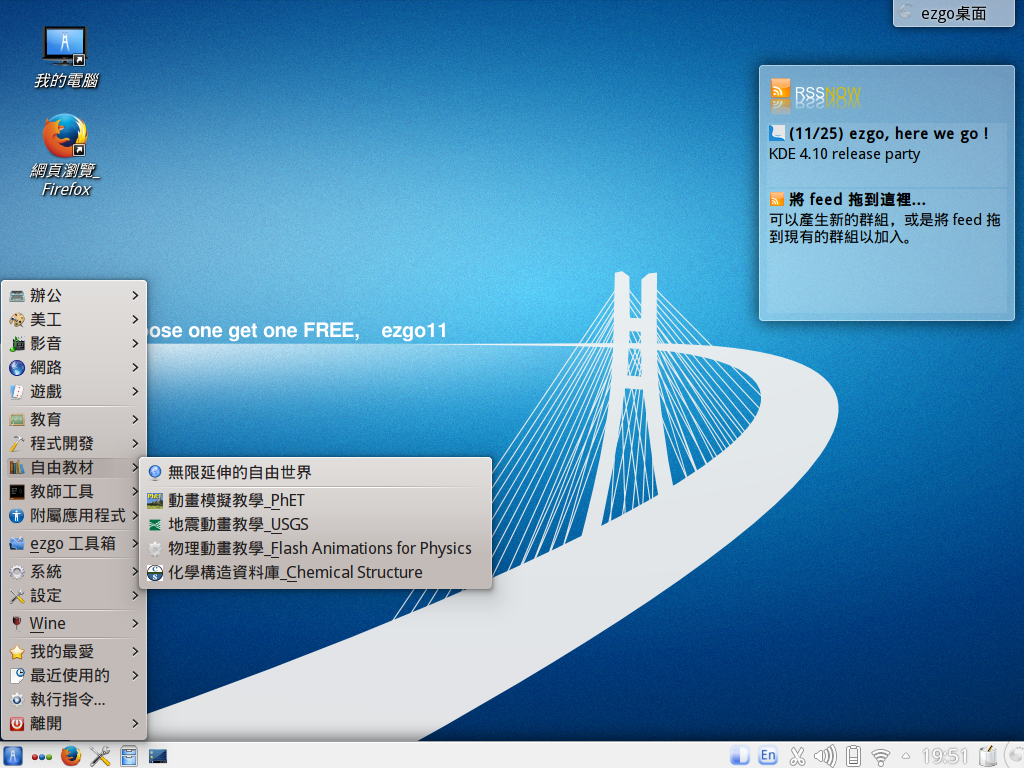 ezgo桌面
我的電腦
網頁瀏覽_
Firefox
RSSNOW
(11/25) ezgo, here we go !
KDE 4.10 release party
將 feed 拖到這裡...
可以產生新的群組，或是將 feed 拖
到現有的群組以加入。
one get one FREE, ezgo11
辦公
美工
影音
網路
遊戲
教育
程式開發
自由教材
教師工具
附屬應用程式
ezgo 工具箱
系統
設定
Wine
我的最愛
最近使用的
執行指令...
離開
無限延伸的自由世界
動畫模擬教學_PhET
地震動畫教學_USGS
物理動畫教學_Flash Animations for Physics
化學構造資料庫_Chemical Structure
En
19:51